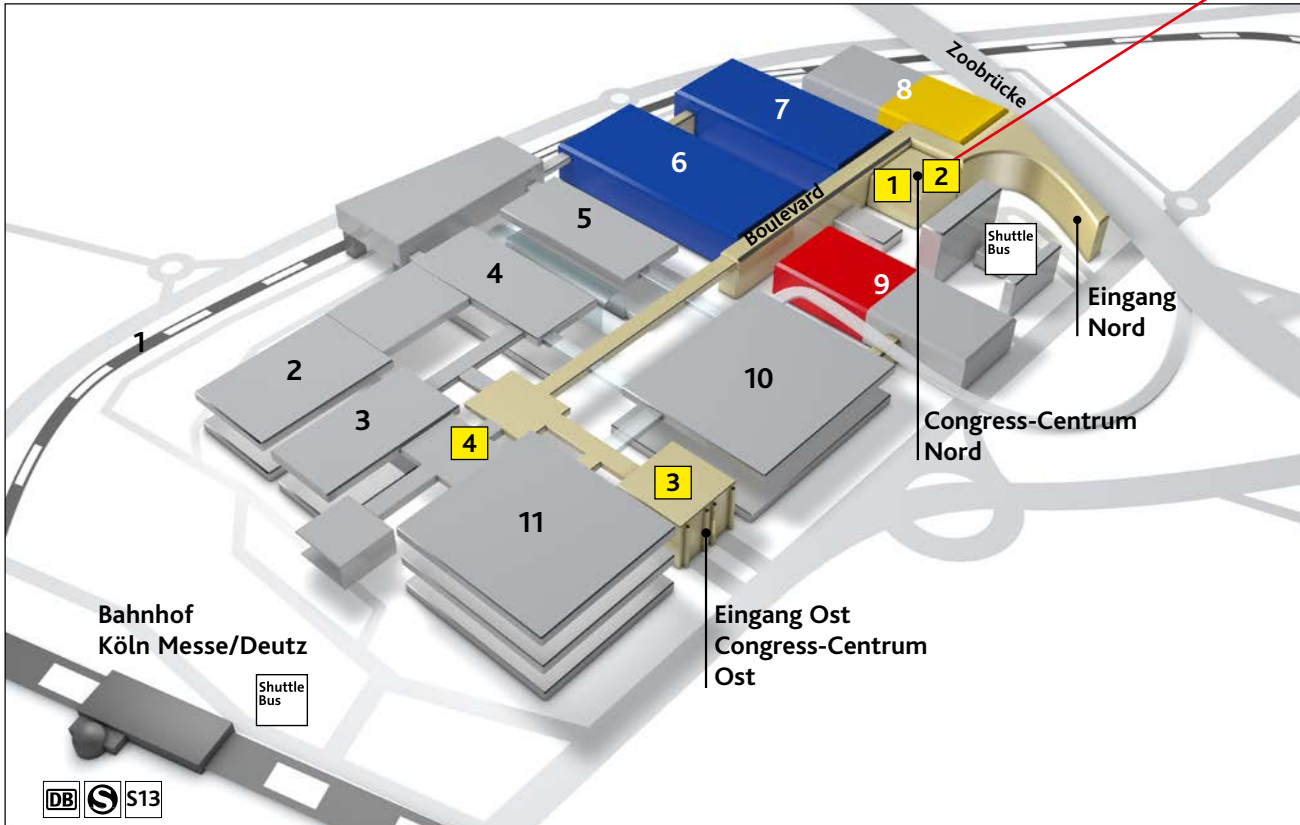 Zoobrücke
8
7
6
1
2
Boulevard
5
Shuttle
Bus
4
9
Eingang
Nord
1
2
10
3
Congress-Centrum
Nord
4
3
11
Bahnhof
Köln Messe/Deutz
Eingang Ost
Congress-Centrum
Ost
Shuttle
Bus
DB
S
S13